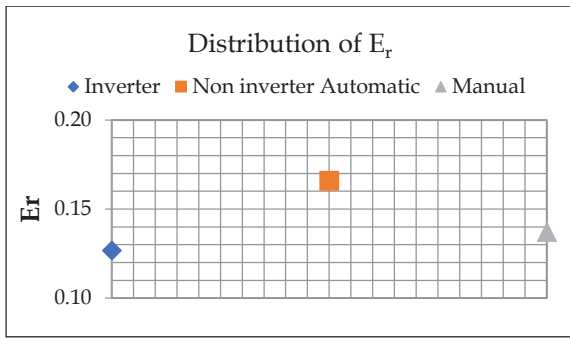 Distribution of Er
Inverter Non inverter Automatic Manual
0.20
0.15
0.10
Er